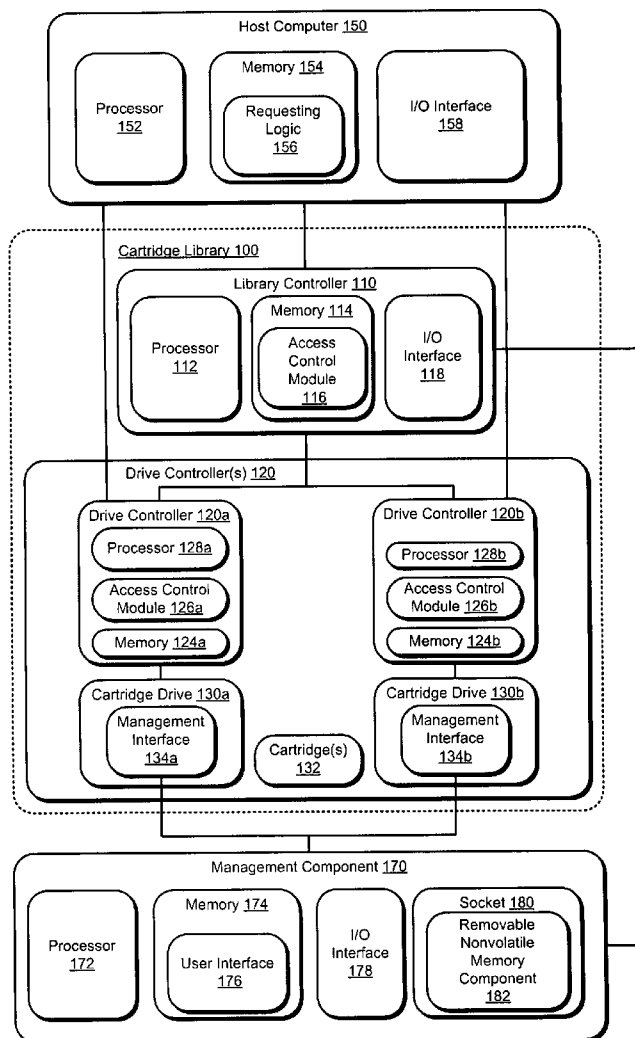 Host Computer 150
Processor
152
Memory 154
Requesting
Logic
156
I/O Interface
158
Cartridge Library 100
Library Controller 110
Processor
112
Memory 114
Access
Control
Module
116
I/O
Interface
118
Drive Controller(s) 120
Drive Controller 120a
Processor 128a
Access Control
Module 126a
Memory 124a
Drive Controller 120b
Processor 128b
Access Control
Module 126b
Memory 124b
Cartridge Drive 130a
Management
Interface
134a
Cartridge(s)
132
Cartridge Drive 130b
Management
Interface
134b
Management Component 170
Processor
172
Memory 174
User Interface
176
I/O
Interface
178
Socket 180
Removable
Nonvolatile
Memory
Component
182